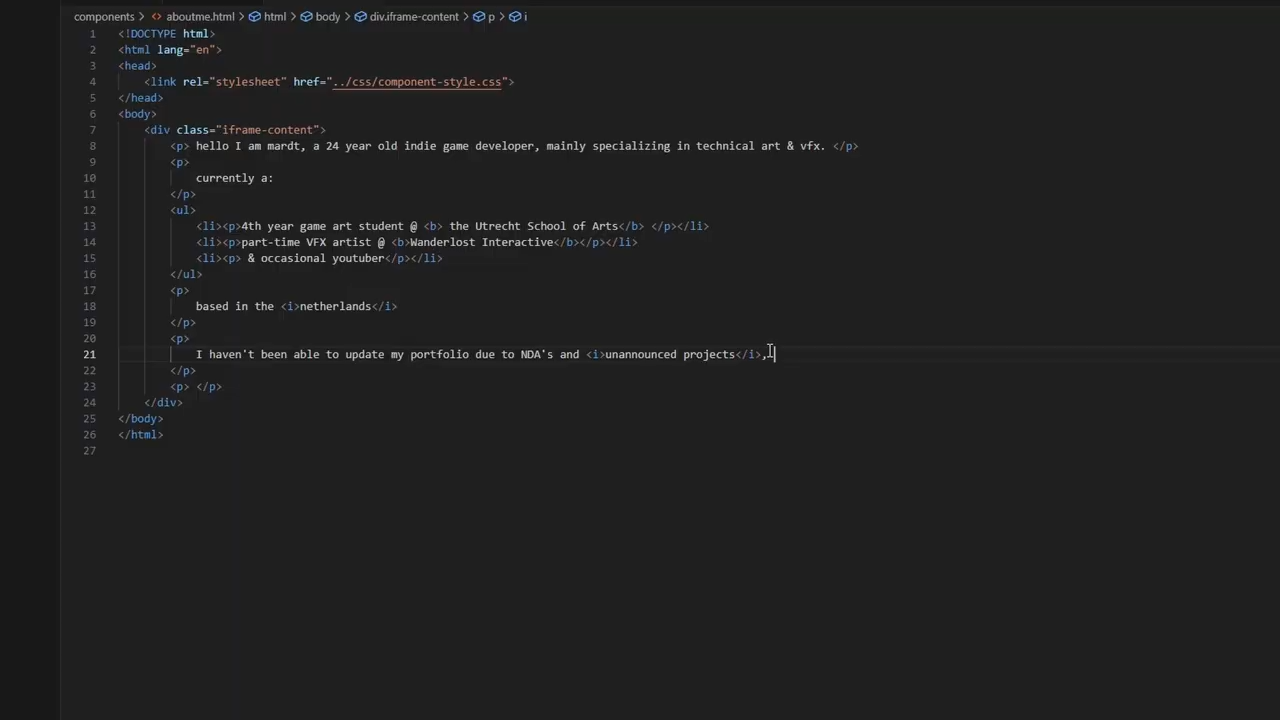 components > aboutme.html > html > body > div.iframe-content > p > i
1 <!DOCTYPE html>
2 <html lang="en">
3 <head>
4 <link rel="stylesheet" href="../css/component-style.css">
5 </head>
6 <body>
7 <div class="iframe-content">
8 <p> hello I am mardt, a 24 year old indie game developer, mainly specializing in technical art & vfx. </p>
9 <p>
10 currently a:
11 </p>
12 <ul>
13 <li><p>4th year game art student @ <b> the Utrecht School of Arts</b> </p></li>
14 <li><p>part-time VFX artist @ <b>Wanderlost Interactive</b></p></li>
15 <li><p> & occasional youtuber</p></li>
16 </ul>
17 <p>
18 based in the <i>netherlands</i>
19 </p>
20 <p>
21 I haven't been able to update my portfolio due to NDA's and <i>unannounced projects</i>,
22 </p>
23 <p> </p>
24 </div>
25 </body>
26 </html>
27